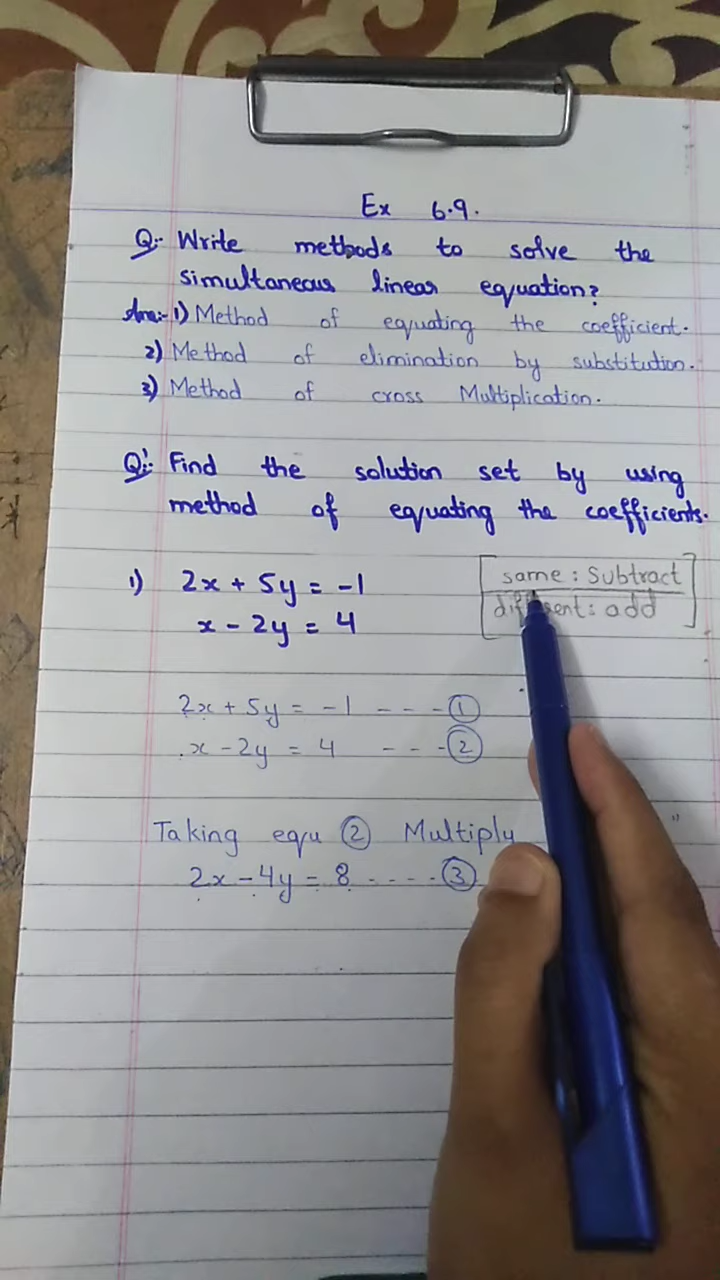 Ex 6.9.
Q:- Write methods to solve the
simultaneous linear equation?
Ans:- 1) Method of equating the coefficient.
2) Method of elimination by substitution.
3) Method of cross Multiplication.
Q1:- Find the solution set by using
method of equating the coefficients.
1) 2x + 5y = -1
x - 2y = 4
same : Subtract
different : add
2x + 5y = -1 --- ①
x - 2y = 4 --- ②
Taking equ ② Multiply
2x - 4y = 8 ---- ③